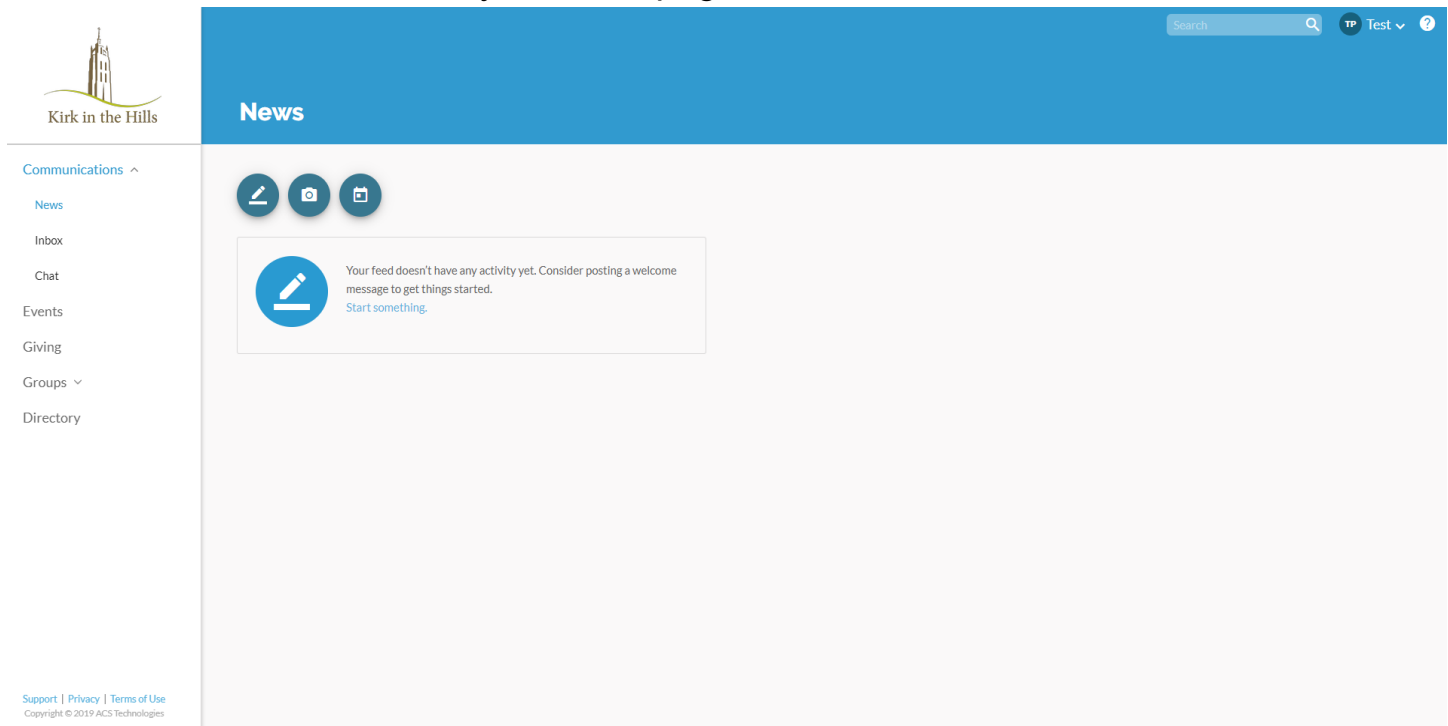 Search
TP Test
?
Kirk in the Hills
News
Communications
News
Inbox
Chat
Events
Giving
Groups
Directory
Your feed doesn't have any activity yet. Consider posting a welcome
message to get things started.
Start something.
Support | Privacy | Terms of Use
Copyright © 2019 ACS Technologies